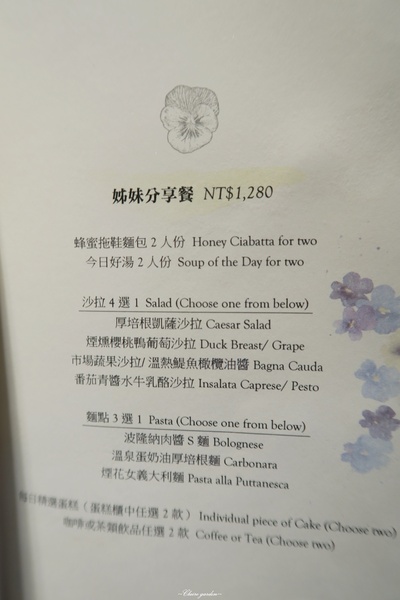 姊妹分享餐 NT$1,280
蜂蜜拖鞋麵包 2 人份 Honey Ciabatta for two
今日好湯 2 人份 Soup of the Day for two
沙拉 4 選 1 Salad (Choose one from below)
厚培根凱薩沙拉 Caesar Salad
煙燻櫻桃鴨葡萄沙拉 Duck Breast/ Grape
市場蔬果沙拉/ 溫熱鯷魚橄欖油醬 Bagna Cauda
番茄青醬水牛乳酪沙拉 Insalata Caprese/ Pesto
麵點 3 選 1 Pasta (Choose one from below)
波隆納肉醬 S 麵 Bolognese
溫泉蛋奶油厚培根麵 Carbonara
煙花女義大利麵 Pasta alla Puttanesca
每日精選蛋糕（蛋糕櫃中任選 2 款）Individual piece of Cake (Choose two)
咖啡或茶類飲品任選 2 款 Coffee or Tea (Choose two)